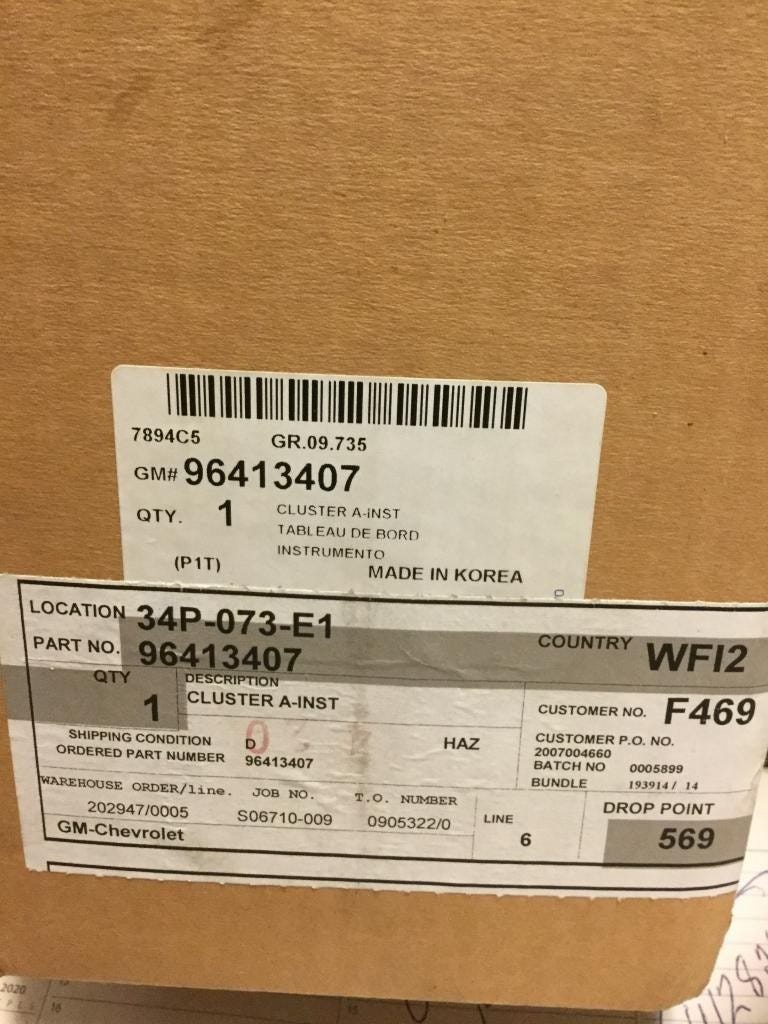 7894C5 GR.09.735
GM# 96413407
QTY. 1 CLUSTER A-INST
TABLEAU DE BORD
INSTRUMENTO
(P1T) MADE IN KOREA
LOCATION 34P-073-E1
PART NO. 96413407 COUNTRY WFI2
QTY 1 DESCRIPTION
CLUSTER A-INST
CUSTOMER NO. F469
SHIPPING CONDITION D HAZ
ORDERED PART NUMBER 96413407
CUSTOMER P.O. NO.
2007004660
BATCH NO 0005899
BUNDLE 193914/ 14
WAREHOUSE ORDER/line. JOB NO. T.O. NUMBER
202947/0005 S06710-009 0905322/0
LINE 6
DROP POINT
569
GM-Chevrolet
2020
16